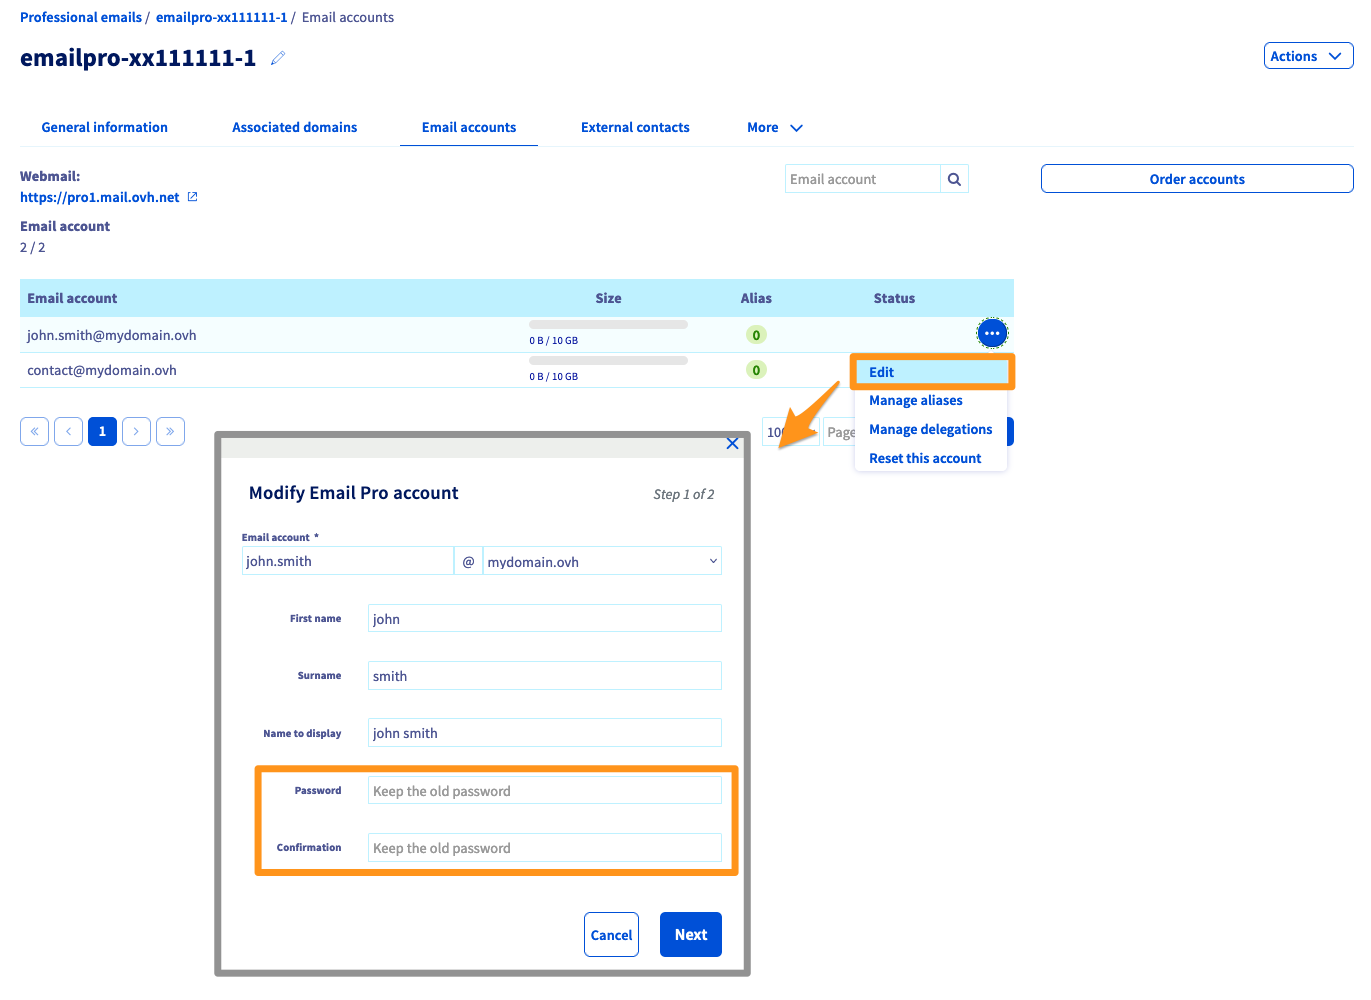 Professional emails / emailpro-xx111111-1 / Email accounts
emailpro-xx111111-1
Actions
General information
Associated domains
Email accounts
External contacts
More
Webmail:
https://pro1.mail.ovh.net
Email account
Order accounts
Email account
2 / 2
Email account Size Alias Status
john.smith@mydomain.ovh 0 B / 10 GB 0
contact@mydomain.ovh 0 B / 10 GB 0
Edit
Manage aliases
Manage delegations
Reset this account
« ‹ 1 › »
Page
Modify Email Pro account
Step 1 of 2
Email account *
john.smith @ mydomain.ovh
First name john
Surname smith
Name to display john smith
Password Keep the old password
Confirmation Keep the old password
Cancel Next